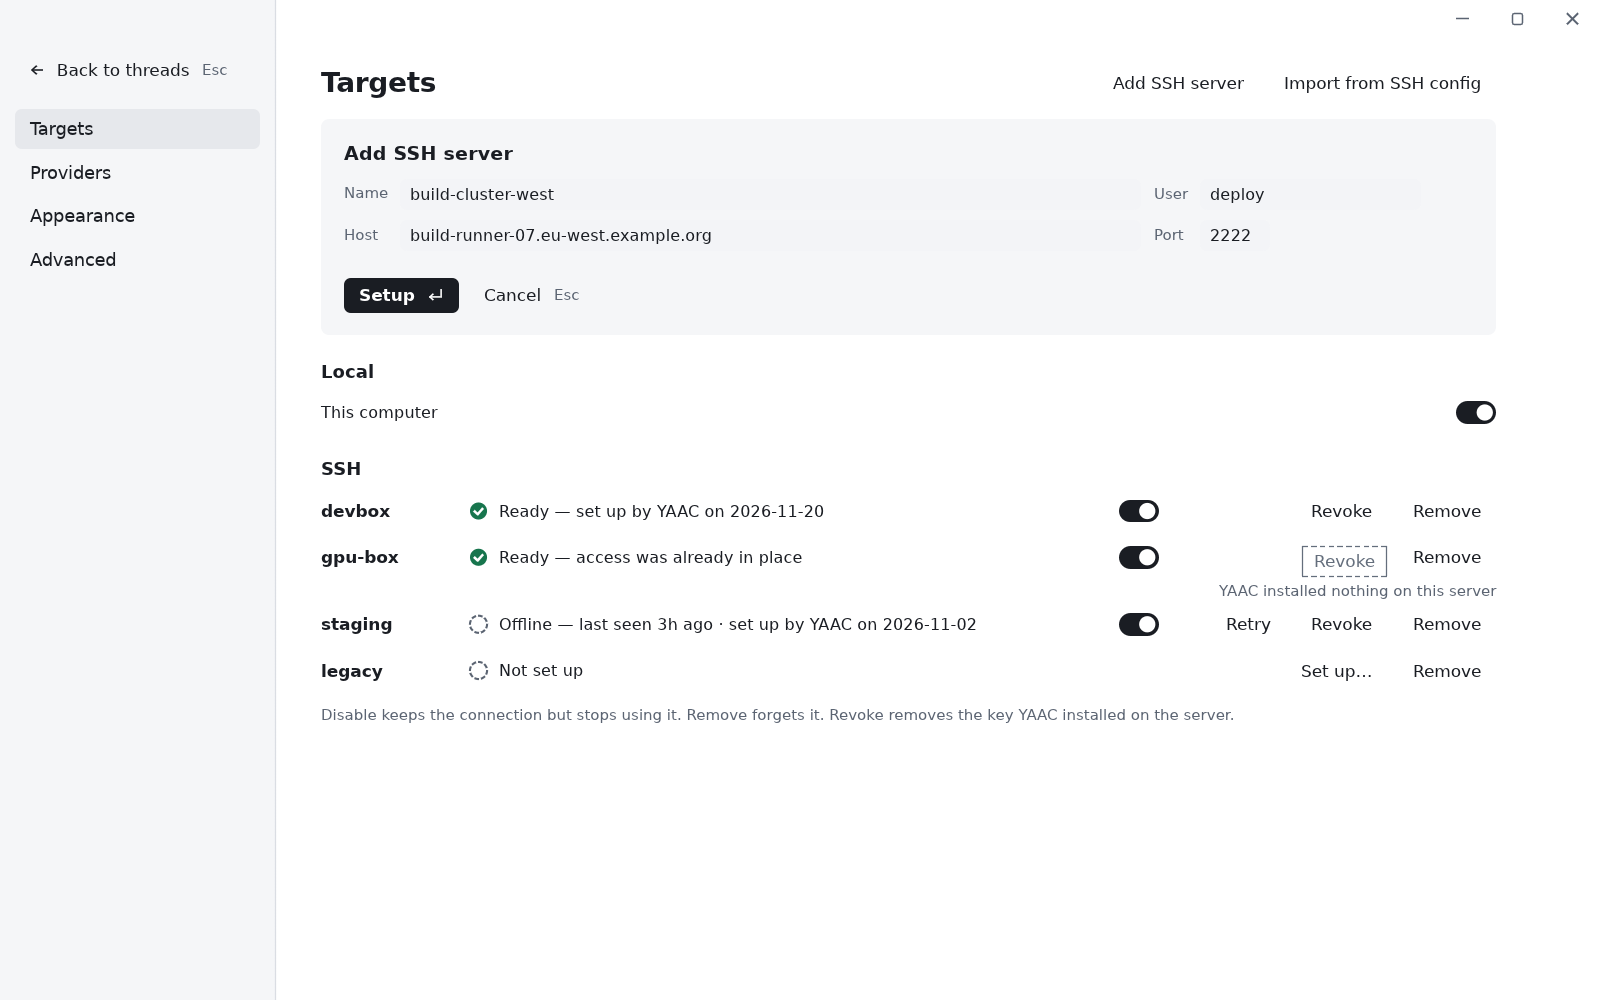 Back to threads Esc
Targets
Providers
Appearance
Advanced
Targets Add SSH server Import from SSH config
Add SSH server
Name build-cluster-west User deploy
Host build-runner-07.eu-west.example.org Port 2222
Setup Cancel Esc
Local
This computer
SSH
devbox Ready — set up by YAAC on 2026-11-20 Revoke Remove
gpu-box Ready — access was already in place Revoke Remove
YAAC installed nothing on this server
staging Offline — last seen 3h ago · set up by YAAC on 2026-11-02 Retry Revoke Remove
legacy Not set up Set up… Remove
Disable keeps the connection but stops using it. Remove forgets it. Revoke removes the key YAAC installed on the server.